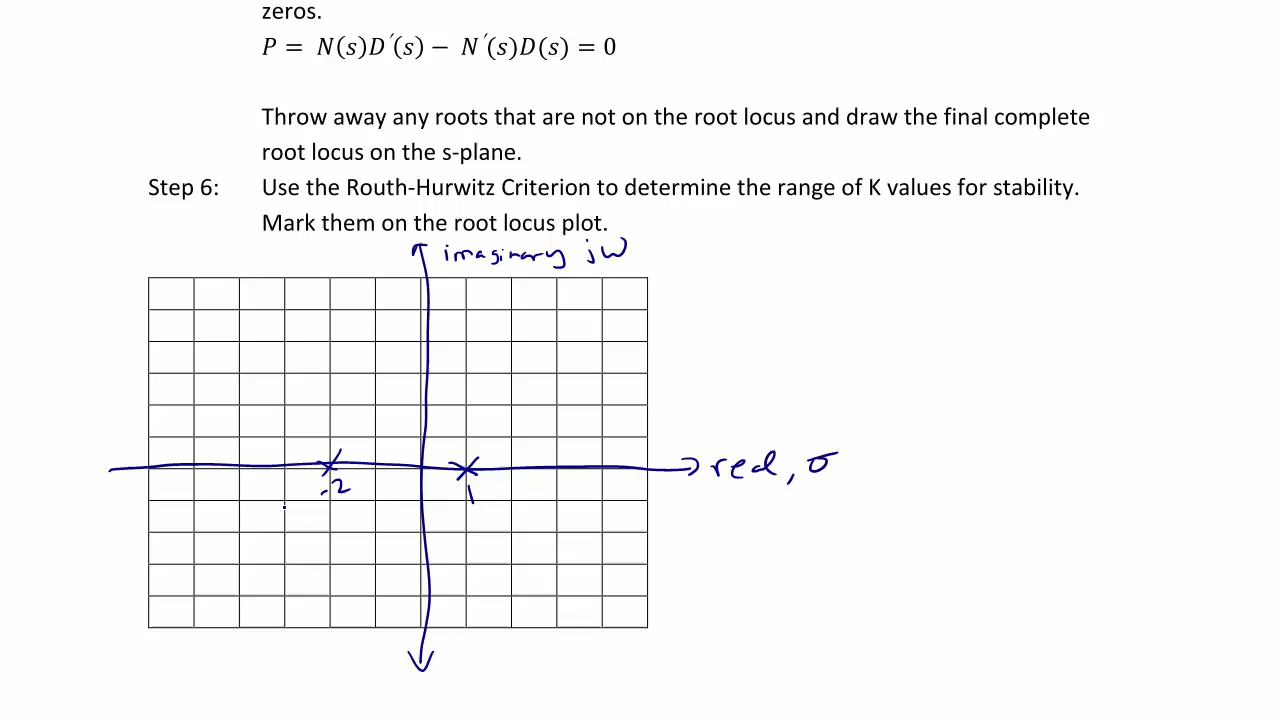 zeros.
P = N(s)D′(s) − N′(s)D(s) = 0
Throw away any roots that are not on the root locus and draw the final complete
root locus on the s-plane.
Step 6: Use the Routh-Hurwitz Criterion to determine the range of K values for stability.
Mark them on the root locus plot.
imaginary jω
real, σ
-2
1